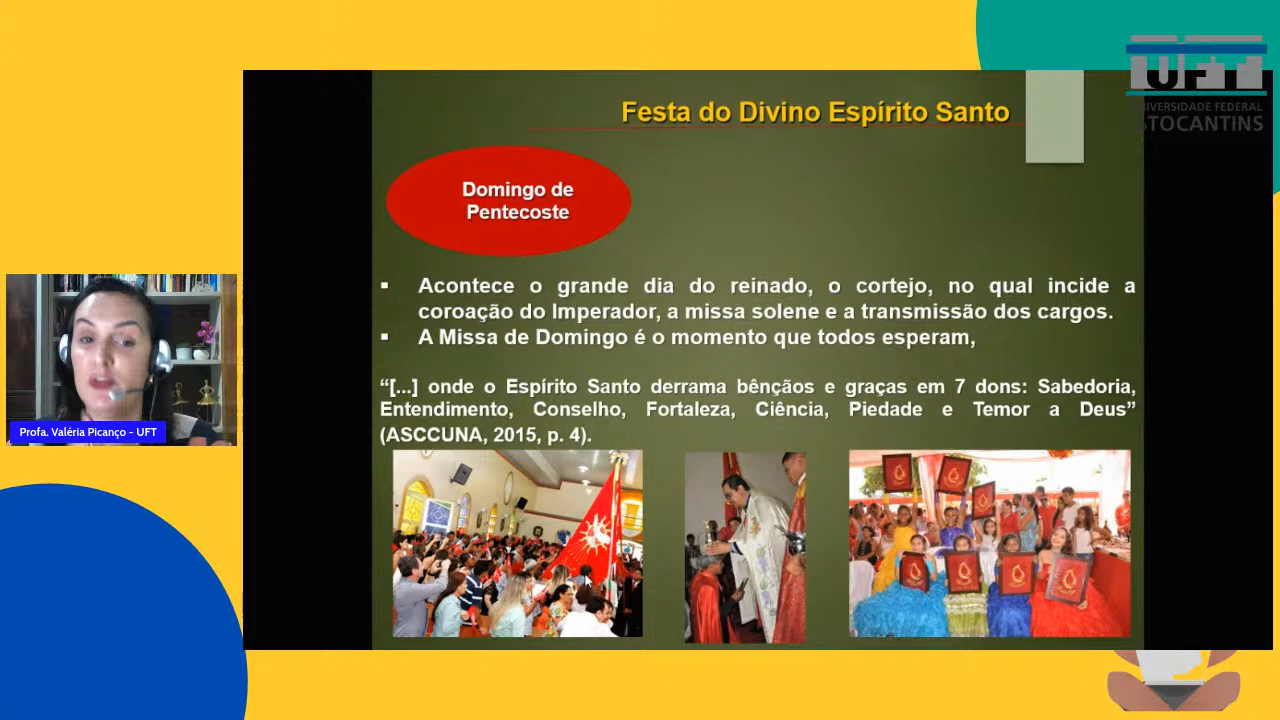 UFT
UNIVERSIDADE FEDERAL
TOCANTINS
Festa do Divino Espírito Santo
Domingo de
Pentecoste
▪ Acontece o grande dia do reinado, o cortejo, no qual incide a
coroação do Imperador, a missa solene e a transmissão dos cargos.
▪ A Missa de Domingo é o momento que todos esperam,
“[...] onde o Espírito Santo derrama bênçãos e graças em 7 dons: Sabedoria,
Entendimento, Conselho, Fortaleza, Ciência, Piedade e Temor a Deus”
(ASCCUNA, 2015, p. 4).
Profa. Valéria Picanço - UFT